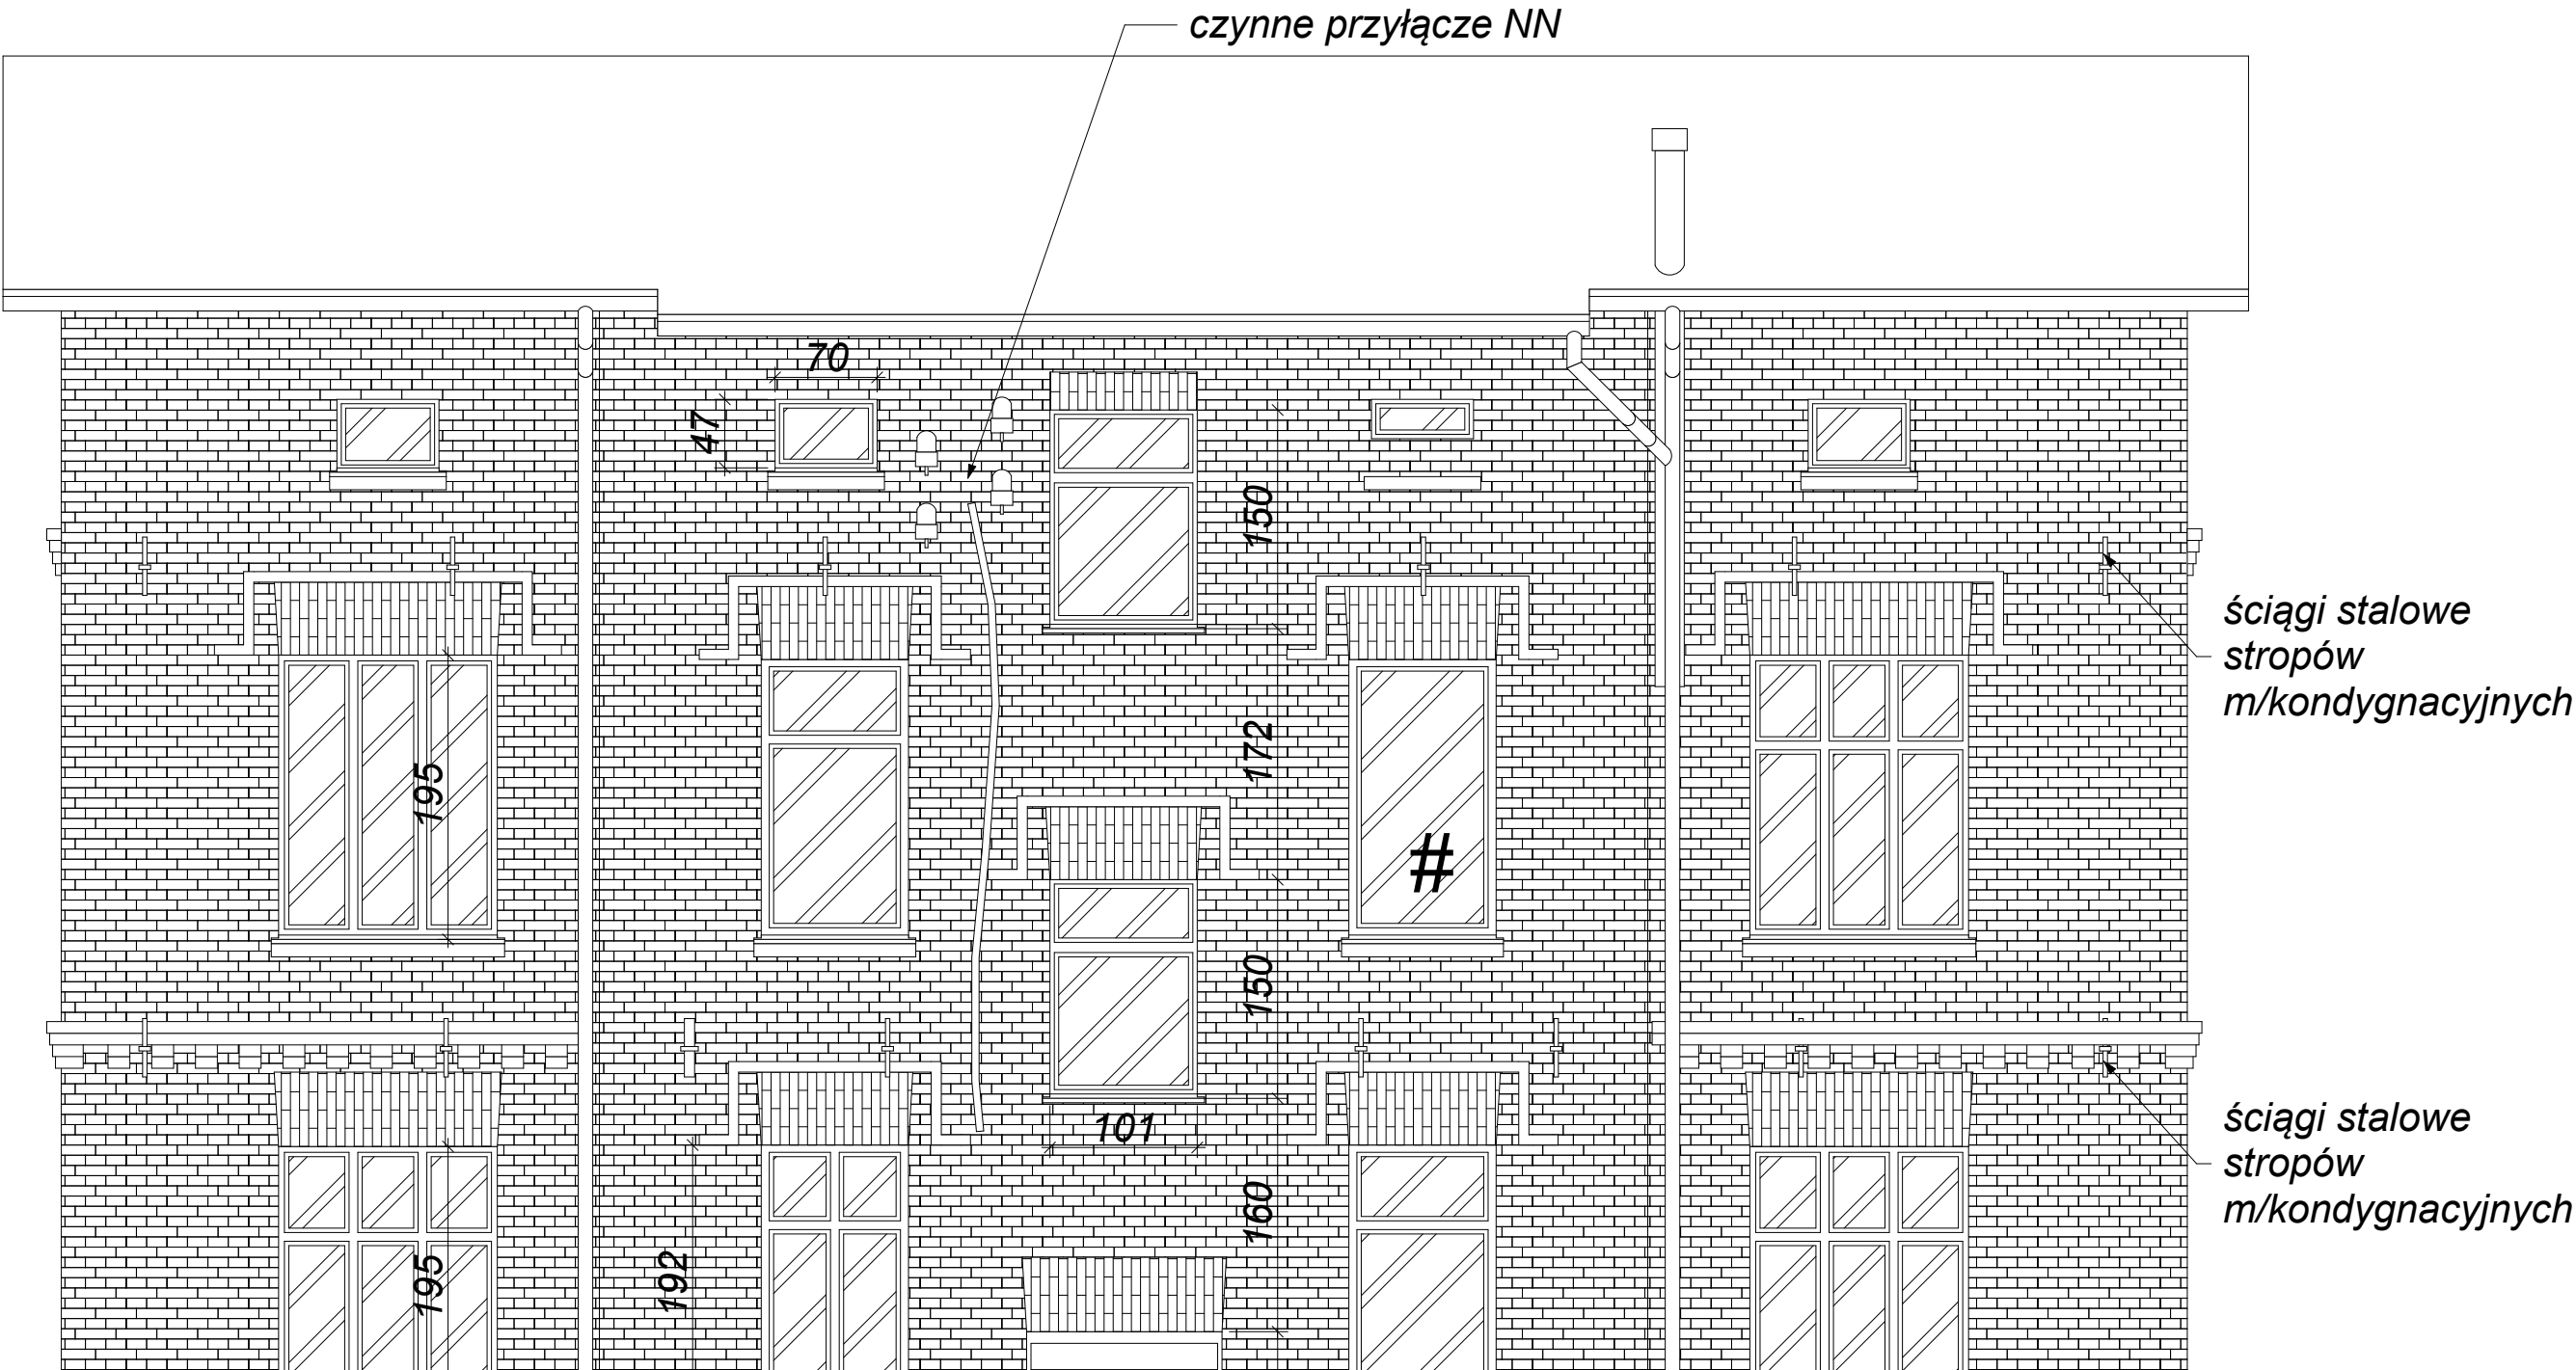 czynne przyłącze NN
70
47
150
ściągi stalowe
stropów
m/kondygnacyjnych
172
195
#
150
101
ściągi stalowe
stropów
m/kondygnacyjnych
160
192
195